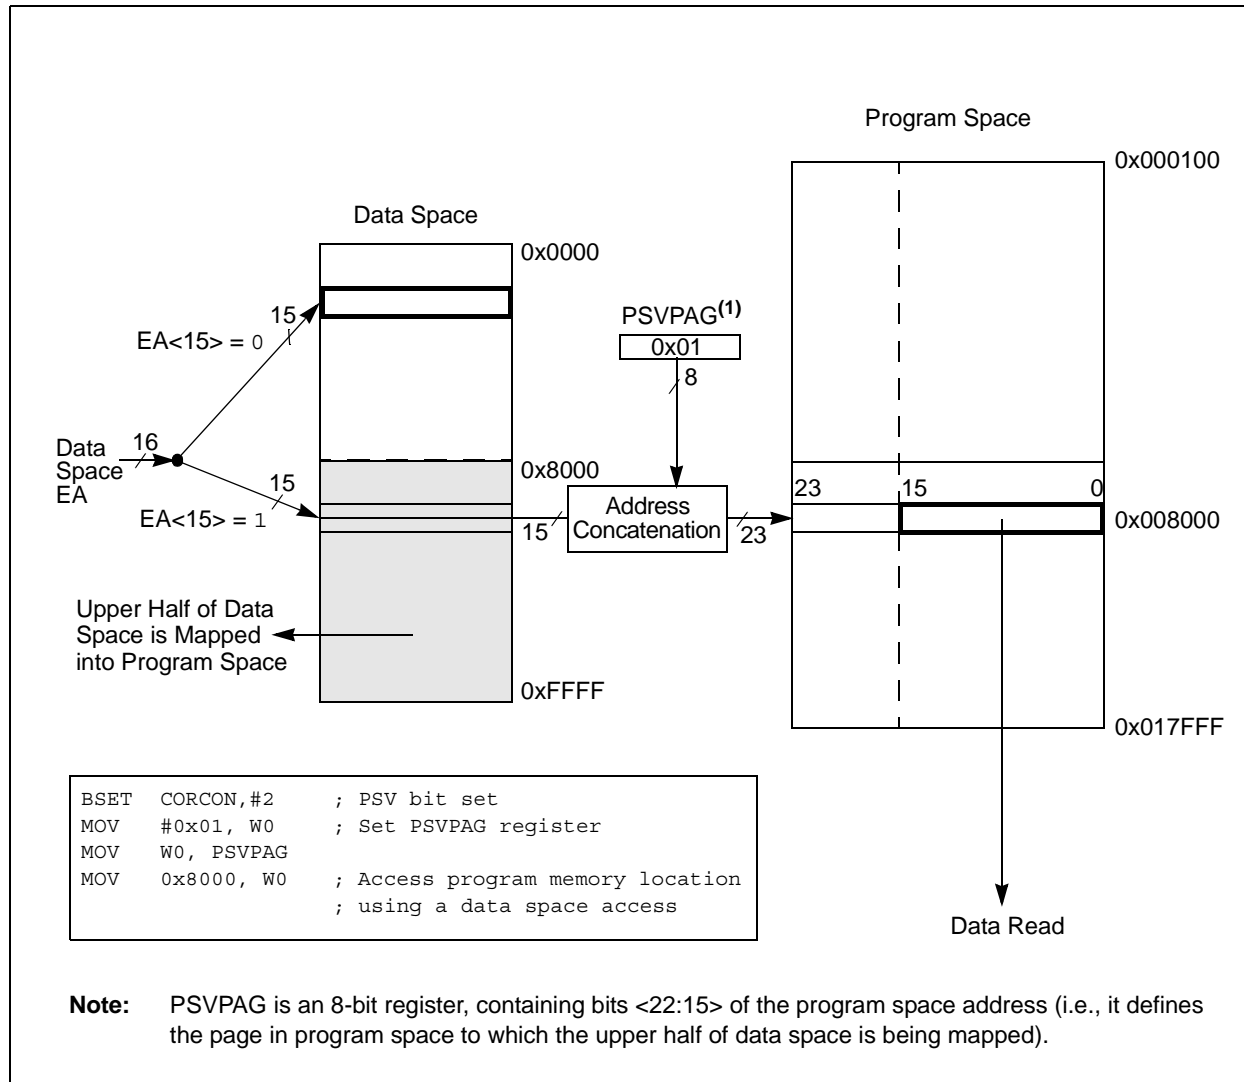 Program Space
0x000100
Data Space
0x0000
15
EA<15> = 0
PSVPAG(1)
0x01
8
Data
Space
EA
16
0x8000
15
EA<15> = 1
15
Address
Concatenation
23
23 15 0
0x008000
Upper Half of Data
Space is Mapped
into Program Space
0xFFFF
0x017FFF
BSET CORCON,#2 ; PSV bit set
MOV #0x01, W0 ; Set PSVPAG register
MOV W0, PSVPAG
MOV 0x8000, W0 ; Access program memory location
; using a data space access
Data Read
Note: PSVPAG is an 8-bit register, containing bits <22:15> of the program space address (i.e., it defines
the page in program space to which the upper half of data space is being mapped).